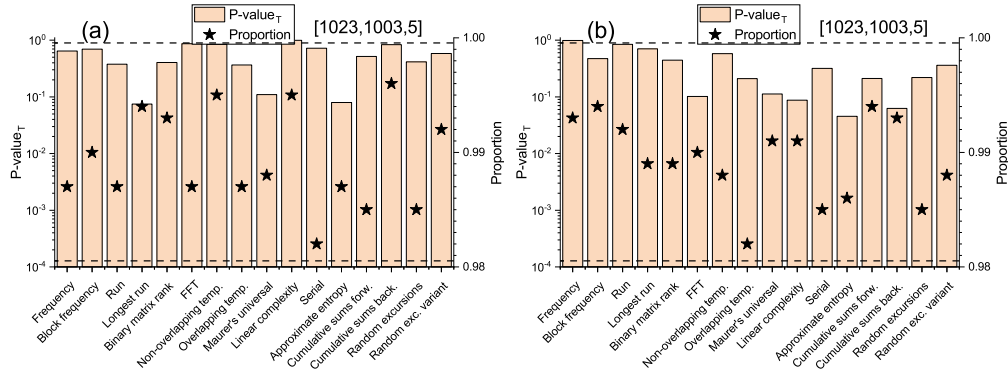 P-value_T
Proportion
(a)
[1023,1003,5]
10^0
10^-1
10^-2
10^-3
10^-4
P-value_T
1.00
0.99
0.98
Proportion
Frequency
Block frequency
Run
Longest run
Binary matrix rank
FFT
Non-overlapping temp.
Overlapping temp.
Maurer's universal
Linear complexity
Serial
Approximate entropy
Cumulative sums forw.
Cumulative sums back.
Random excursions
Random exc. variant
P-value_T
Proportion
(b)
[1023,1003,5]
10^0
10^-1
10^-2
10^-3
10^-4
P-value_T
1.00
0.99
0.98
Proportion
Frequency
Block frequency
Run
Longest run
Binary matrix rank
FFT
Non-overlapping temp.
Overlapping temp.
Maurer's universal
Linear complexity
Serial
Approximate entropy
Cumulative sums forw.
Cumulative sums back.
Random excursions
Random exc. variant